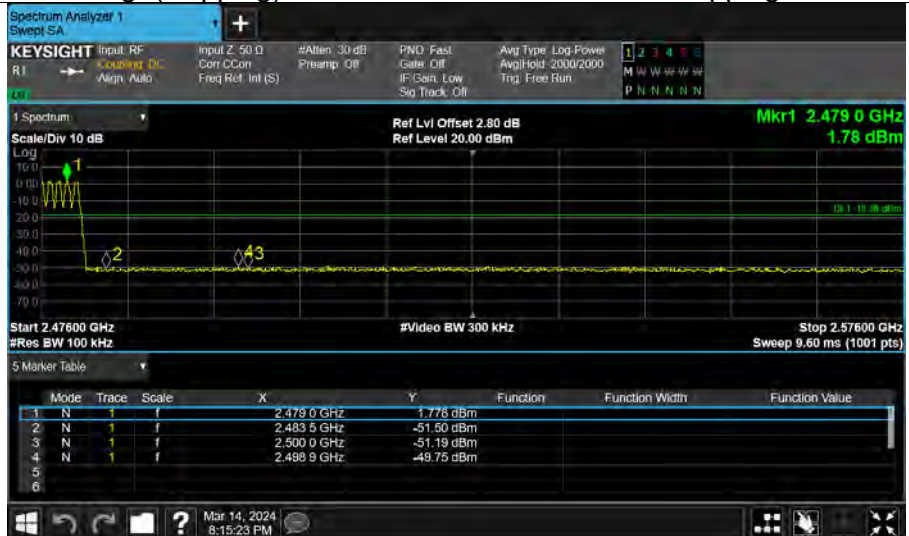 Spectrum Analyzer 1
Swept SA
+
KEYSIGHT Input: RF Input Z: 50 Ω #Atten: 30 dB PNO: Fast Avg Type: Log-Power 1 2 3 4 5 6
R1 Coupling: DC Corr CCorr Preamp: Off Gate: Off Avg|Hold: 2000/2000 M W W W W W
Align: Auto Freq Ref: Int (S) IF Gain: Low Trig: Free Run
Sig Track: Off P N N N N N
1 Spectrum Ref Lvl Offset 2.80 dB Mkr1 2.479 0 GHz
Scale/Div 10 dB Ref Level 20.00 dBm 1.78 dBm
Log
10.0 1
0.00
-10.0
-20.0
-30.0
-40.0 2 43
-50.0
-60.0
-70.0
Start 2.47600 GHz #Video BW 300 kHz Stop 2.57600 GHz
#Res BW 100 kHz Sweep 9.60 ms (1001 pts)
5 Marker Table
Mode Trace Scale X Y Function Function Width Function Value
1 N 1 f 2.479 0 GHz 1.778 dBm
2 N 1 f 2.483 5 GHz -51.50 dBm
3 N 1 f 2.500 0 GHz -51.19 dBm
4 N 1 f 2.498 9 GHz -49.75 dBm
5
6
? Mar 14, 2024
8:15:23 PM